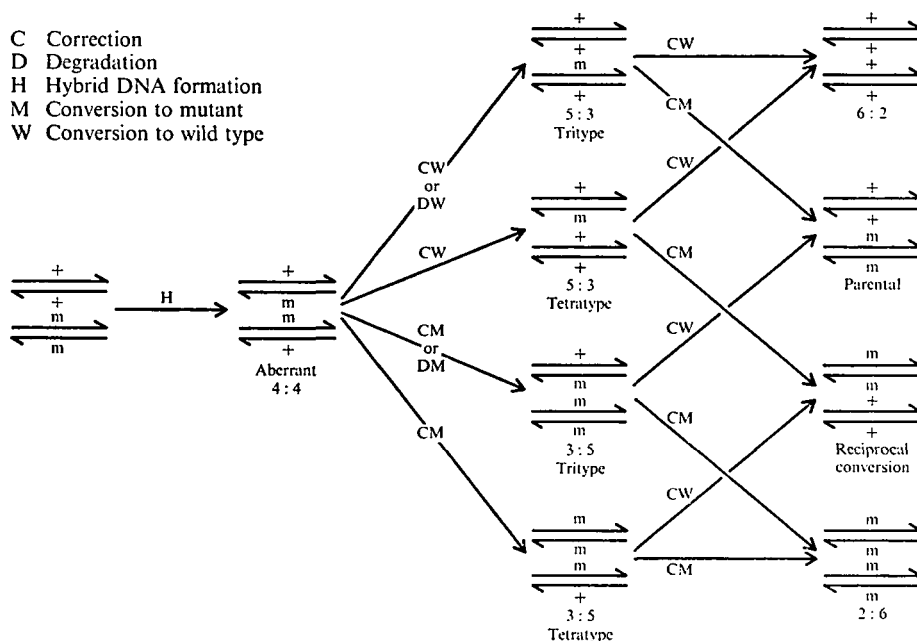 C Correction
D Degradation
H Hybrid DNA formation
M Conversion to mutant
W Conversion to wild type
+
+
m
m
H
+
m
m
+
Aberrant
4 : 4
CW
or
DW
CW
CM
or
DM
CM
+
+
m
+
5 : 3
Tritype
+
m
+
+
5 : 3
Tetratype
+
m
m
m
3 : 5
Tritype
m
m
m
+
3 : 5
Tetratype
CW
CM
CW
CM
CW
CM
CW
CM
+
+
+
+
6 : 2
+
+
m
m
Parental
m
m
+
+
Reciprocal
conversion
m
m
m
m
2 : 6